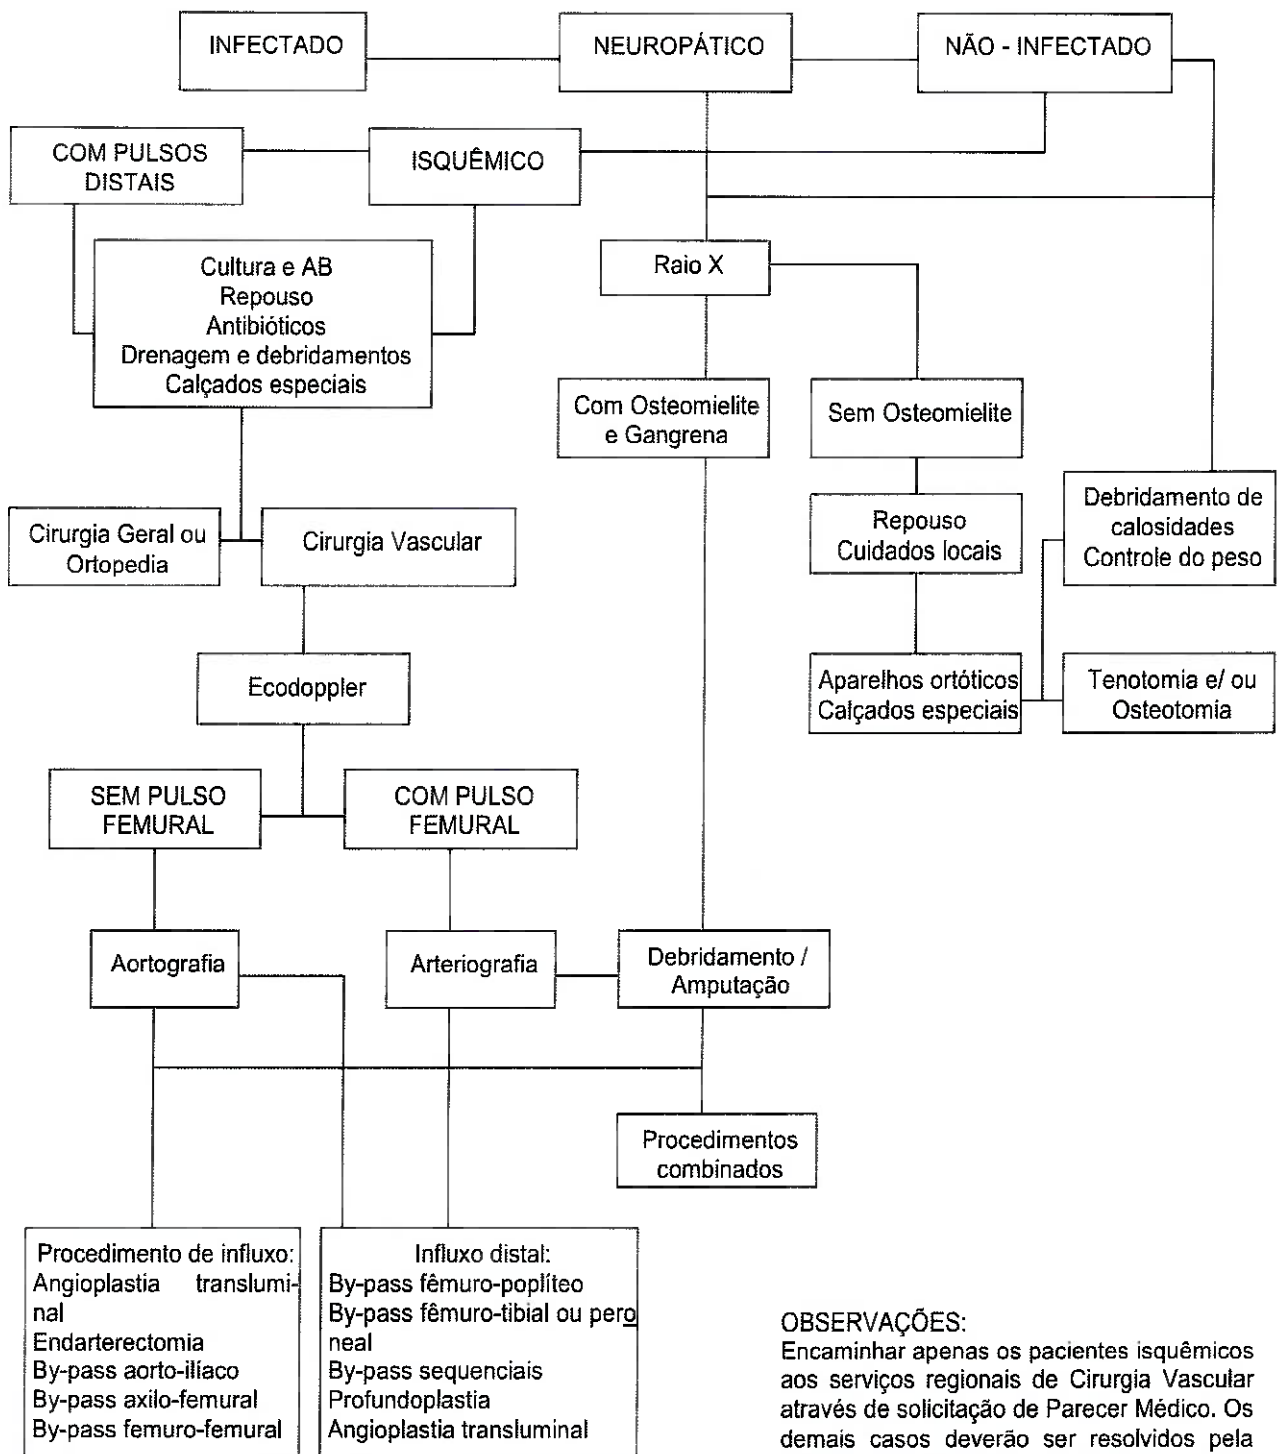 INFECTADO
NEUROPÁTICO
NÃO - INFECTADO
COM PULSOS
DISTAIS
ISQUÊMICO
Cultura e AB
Repouso
Antibióticos
Drenagem e debridamentos
Calçados especiais
Raio X
Com Osteomielite
e Gangrena
Sem Osteomielite
Cirurgia Geral ou
Ortopedia
Cirurgia Vascular
Repouso
Cuidados locais
Debridamento de
calosidades
Controle do peso
Ecodoppler
Aparelhos ortóticos
Calçados especiais
Tenotomia e/ ou
Osteotomia
SEM PULSO
FEMURAL
COM PULSO
FEMURAL
Aortografia
Arteriografia
Debridamento /
Amputação
Procedimentos
combinados
Procedimento de influxo:
Angioplastia translumi-
nal
Endarterectomia
By-pass aorto-ilíaco
By-pass axilo-femural
By-pass femuro-femural
Influxo distal:
By-pass fêmuro-poplíteo
By-pass fêmuro-tibial ou pero
neal
By-pass sequenciais
Profundoplastia
Angioplastia transluminal
OBSERVAÇÕES:
Encaminhar apenas os pacientes isquêmicos
aos serviços regionais de Cirurgia Vascular
através de solicitação de Parecer Médico. Os
demais casos deverão ser resolvidos pela